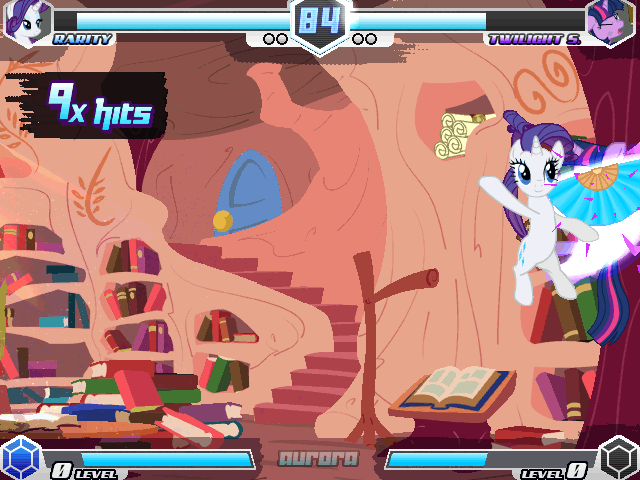 84
RARITY
TWILIGHT S.
9x hits
0 LEVEL
aurora
LEVEL 0